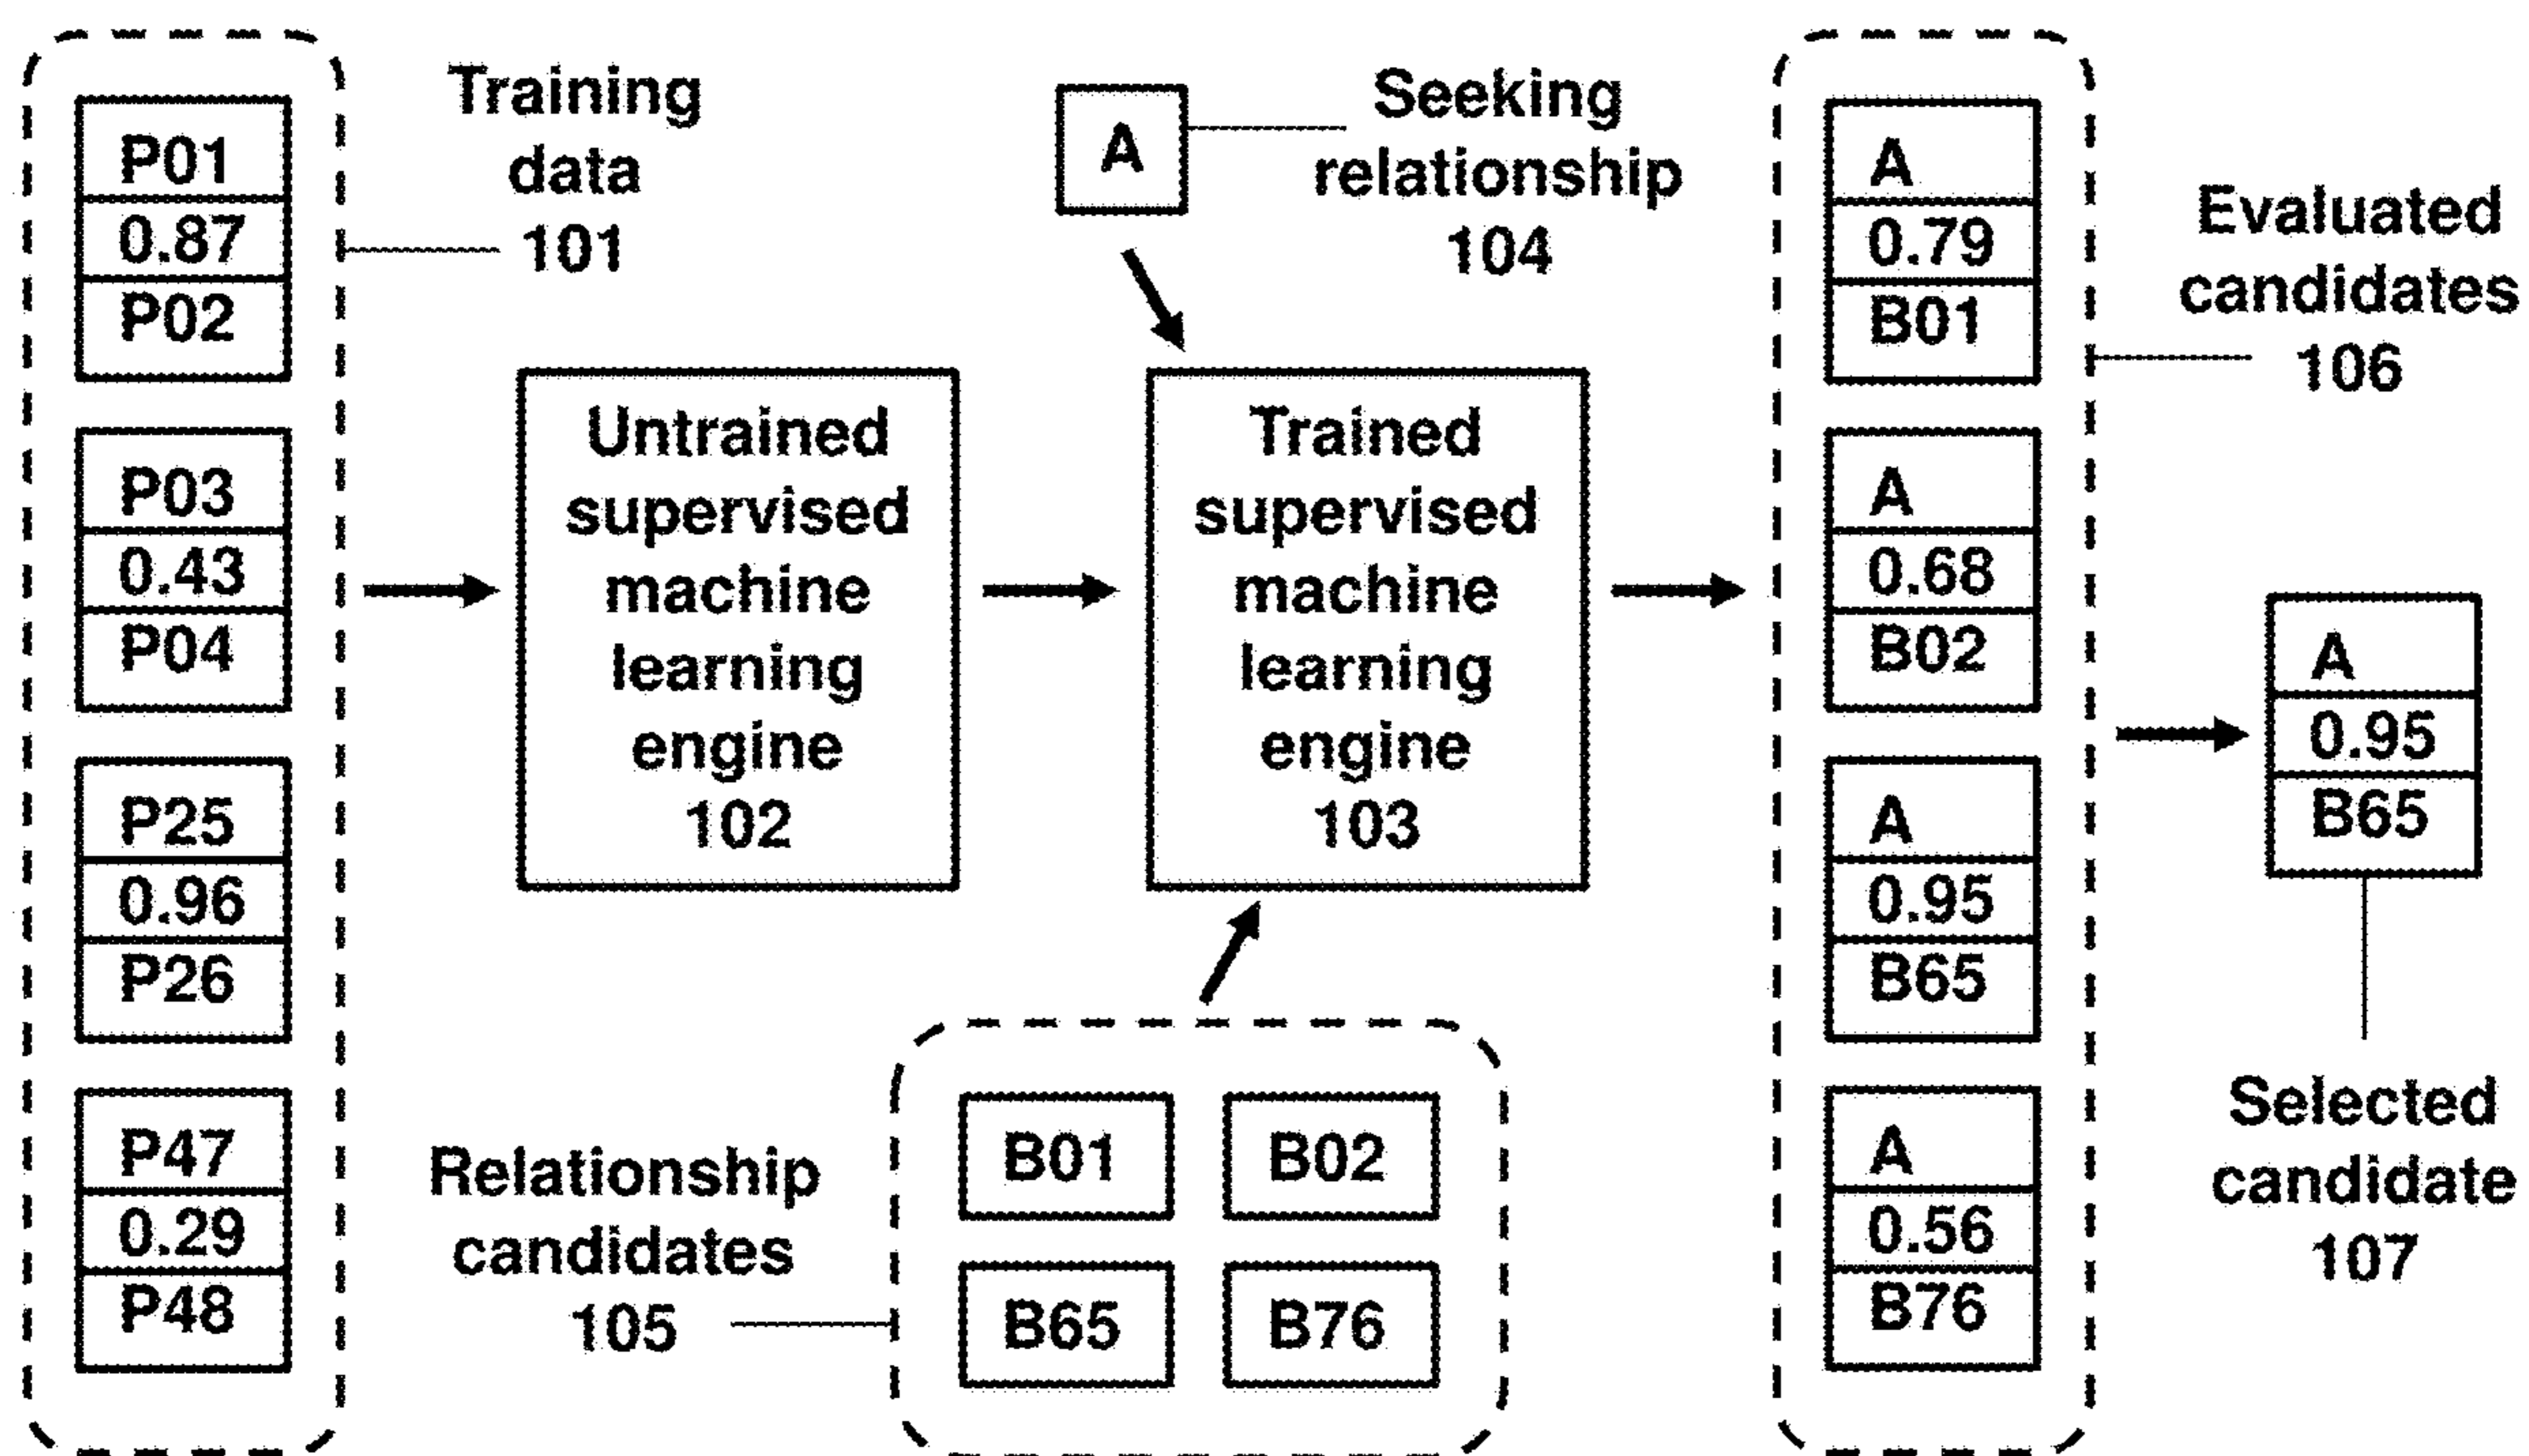 P01
0.87
P02
P03
0.43
P04
P25
0.96
P26
P47
0.29
P48
Training
data
101
Untrained
supervised
machine
learning
engine
102
A
Seeking
relationship
104
Trained
supervised
machine
learning
engine
103
Relationship
candidates
105
B01
B02
B65
B76
A
0.79
B01
A
0.68
B02
A
0.95
B65
A
0.56
B76
Evaluated
candidates
106
A
0.95
B65
Selected
candidate
107